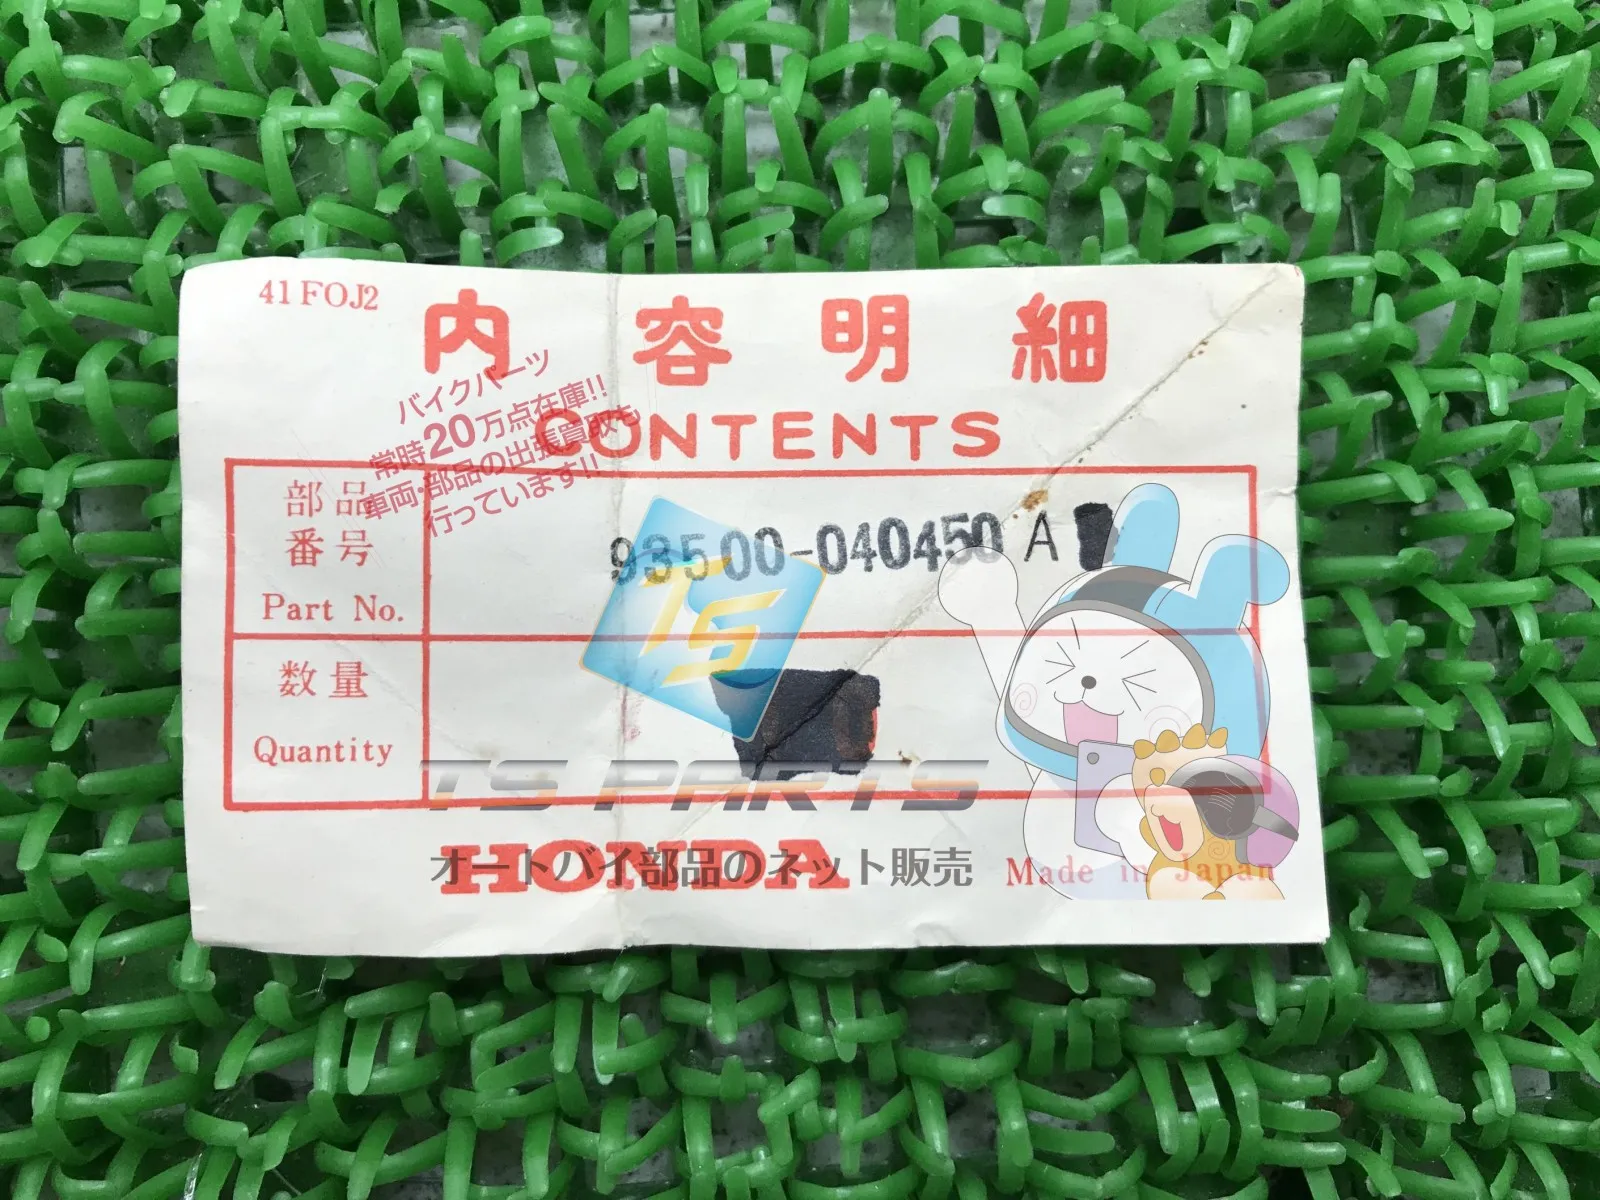 41FOJ2
内容明細
CONTENTS
バイクパーツ
常時20万点在庫!!
車両・部品の出張買取も
行っています!!
部品
番号
Part No.
93500-040450 A
TS
数量
Quantity
TS PARTS
HONDA
オートバイ部品のネット販売
Made in Japan